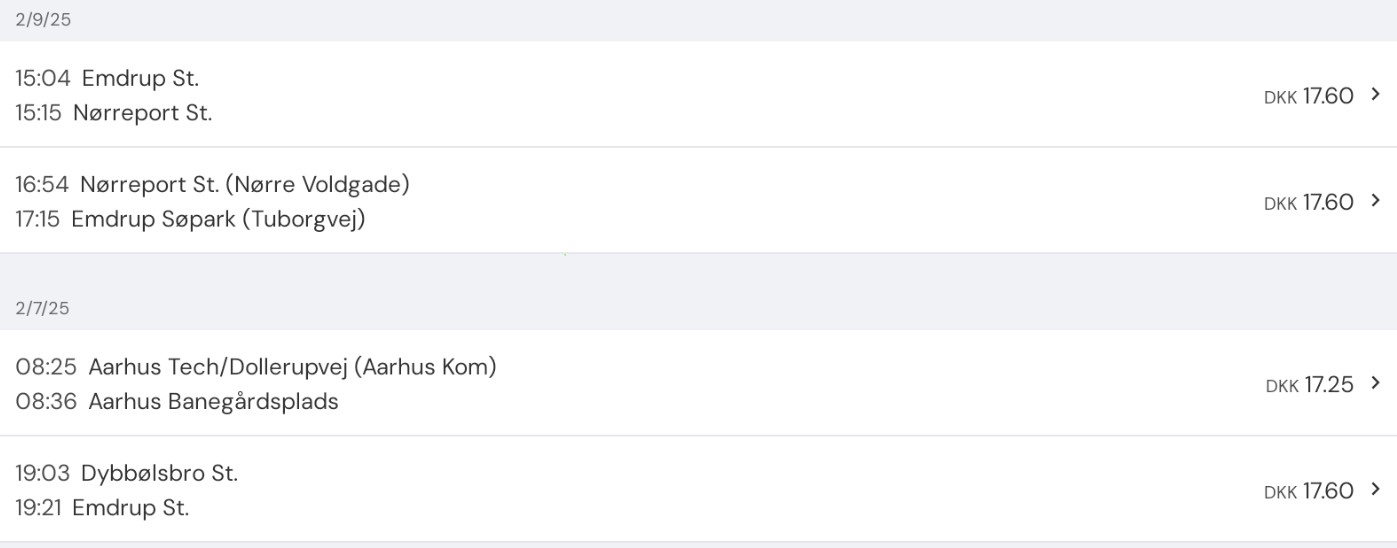 2/9/25
15:04 Emdrup St.
15:15 Nørreport St.
DKK 17.60
16:54 Nørreport St. (Nørre Voldgade)
17:15 Emdrup Søpark (Tuborgvej)
DKK 17.60
2/7/25
08:25 Aarhus Tech/Dollerupvej (Aarhus Kom)
08:36 Aarhus Banegårdsplads
DKK 17.25
19:03 Dybbølsbro St.
19:21 Emdrup St.
DKK 17.60